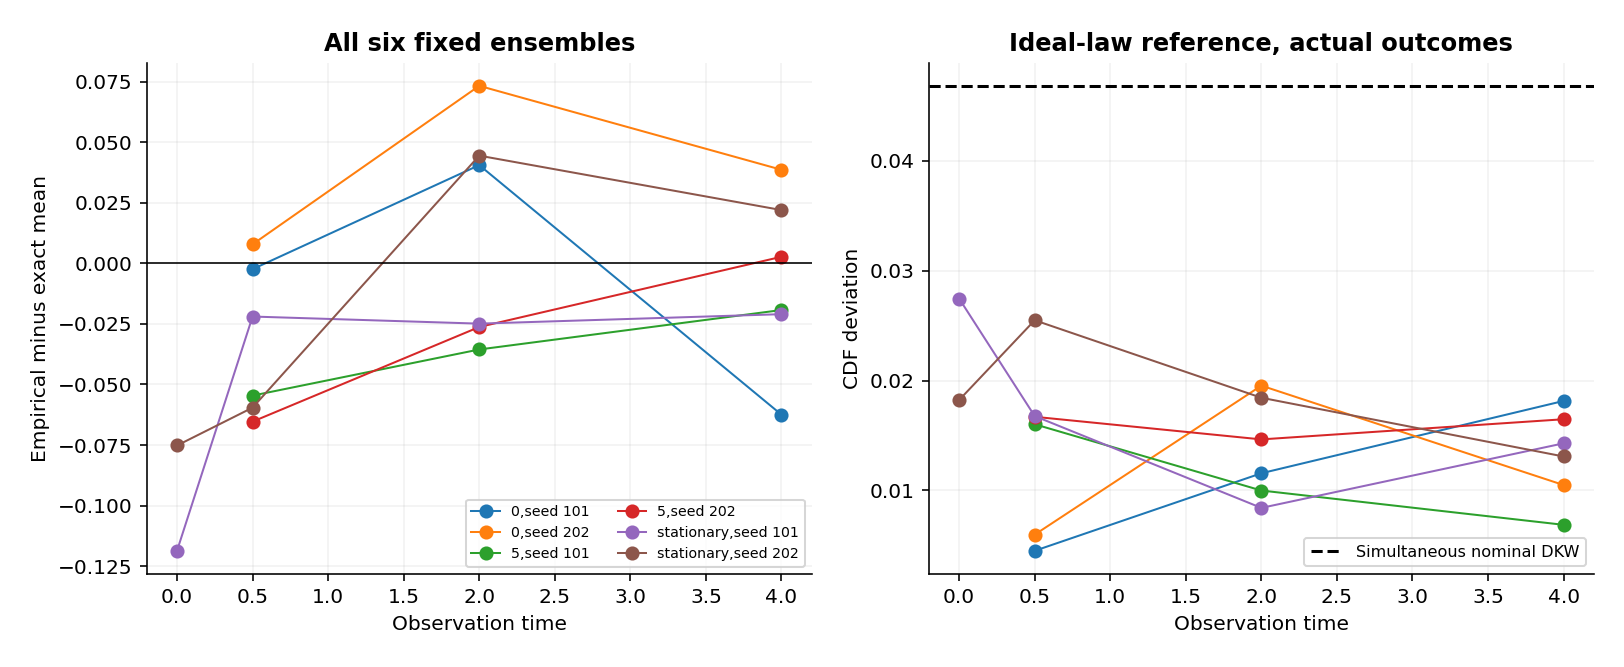 All six fixed ensembles
Empirical minus exact mean
0.075
0.050
0.025
0.000
−0.025
−0.050
−0.075
−0.100
−0.125
0.0 0.5 1.0 1.5 2.0 2.5 3.0 3.5 4.0
Observation time
0,seed 101
0,seed 202
5,seed 101
5,seed 202
stationary,seed 101
stationary,seed 202
Ideal-law reference, actual outcomes
CDF deviation
0.04
0.03
0.02
0.01
0.0 0.5 1.0 1.5 2.0 2.5 3.0 3.5 4.0
Observation time
Simultaneous nominal DKW